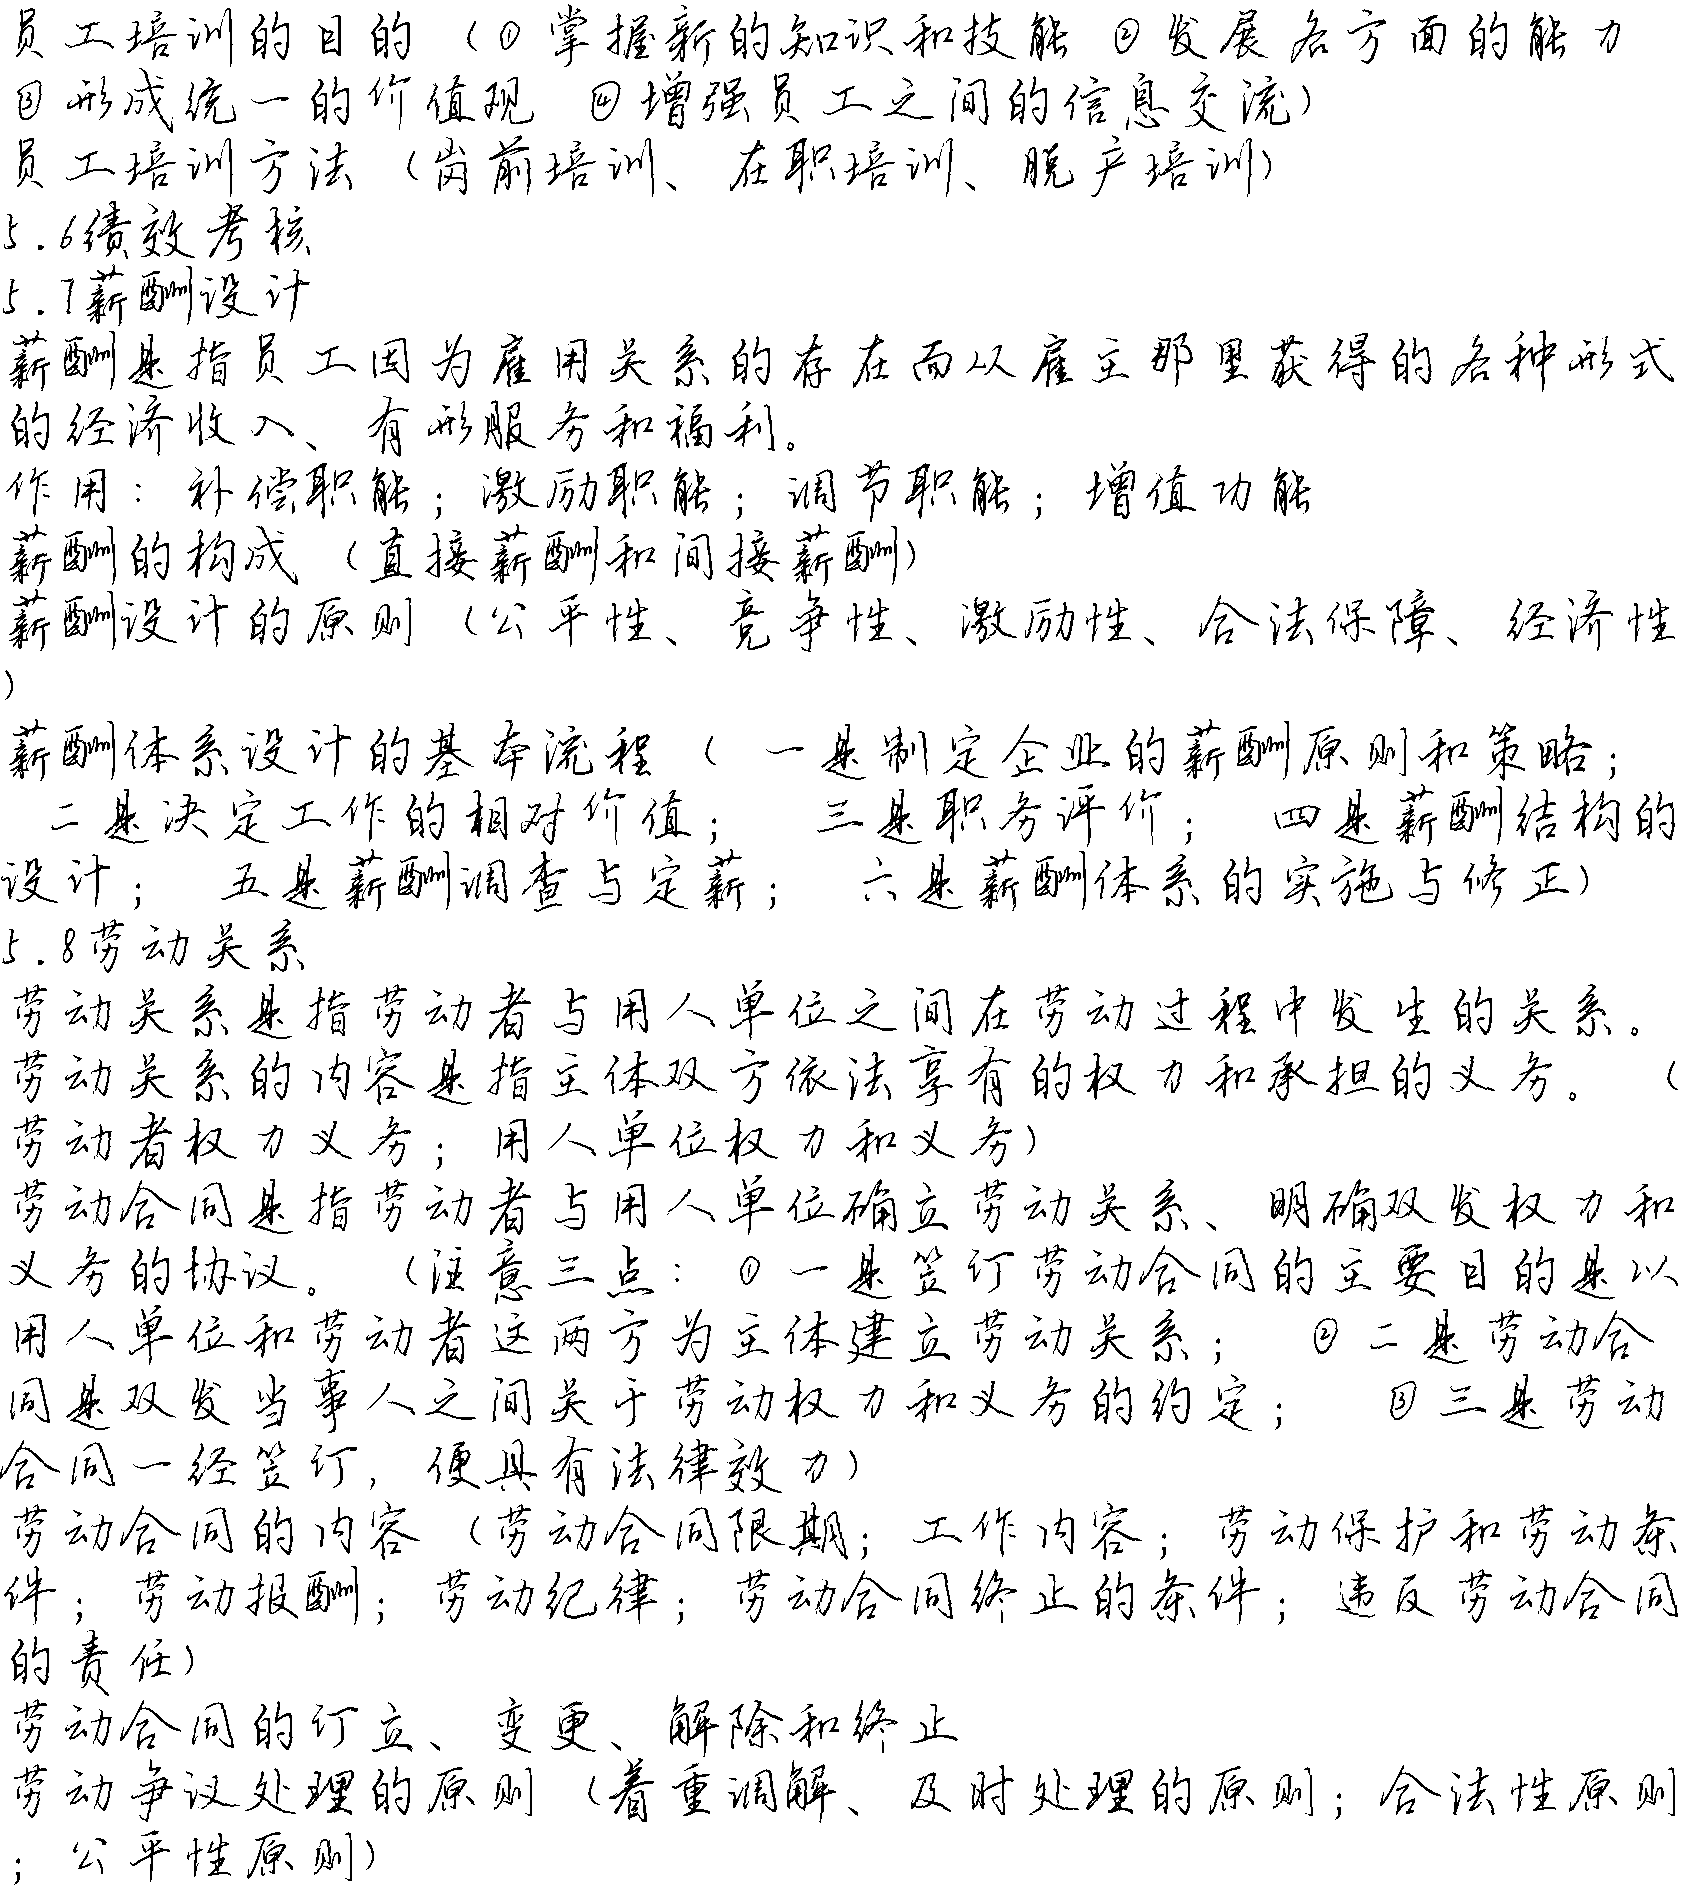 员工培训的目的（①掌握新的知识和技能②发展各方面的能力
③形成统一的价值观 ④增强员工之间的信息交流）
员工培训方法（岗前培训、在职培训、脱产培训）
5.6绩效考核
5.7薪酬设计
薪酬是指员工因为雇用关系的存在而从雇主那里获得的各种形式
的经济收入、有形服务和福利。
作用：补偿职能；激励职能；调节职能；增值功能
薪酬的构成（直接薪酬和间接薪酬）
薪酬设计的原则（公平性、竞争性、激励性、合法保障、经济性
）
薪酬体系设计的基本流程（ 一是制定企业的薪酬原则和策略；
二是决定工作的相对价值； 三是职务评价； 四是薪酬结构的
设计； 五是薪酬调查与定薪； 六是薪酬体系的实施与修正）
5.8劳动关系
劳动关系是指劳动者与用人单位之间在劳动过程中发生的关系。
劳动关系的内容是指主体双方依法享有的权力和承担的义务。（
劳动者权力义务；用人单位权力和义务）
劳动合同是指劳动者与用人单位确立劳动关系、明确双发权力和
义务的协议。（注意三点：①一是签订劳动合同的主要目的是以
用人单位和劳动者这两方为主体建立劳动关系； ②二是劳动合
同是双发当事人之间关于劳动权力和义务的约定； ③三是劳动
合同一经签订，便具有法律效力）
劳动合同的内容（劳动合同限期；工作内容；劳动保护和劳动条
件；劳动报酬；劳动纪律；劳动合同终止的条件；违反劳动合同
的责任）
劳动合同的订立、变更、解除和终止
劳动争议处理的原则（着重调解、及时处理的原则；合法性原则
；公平性原则）